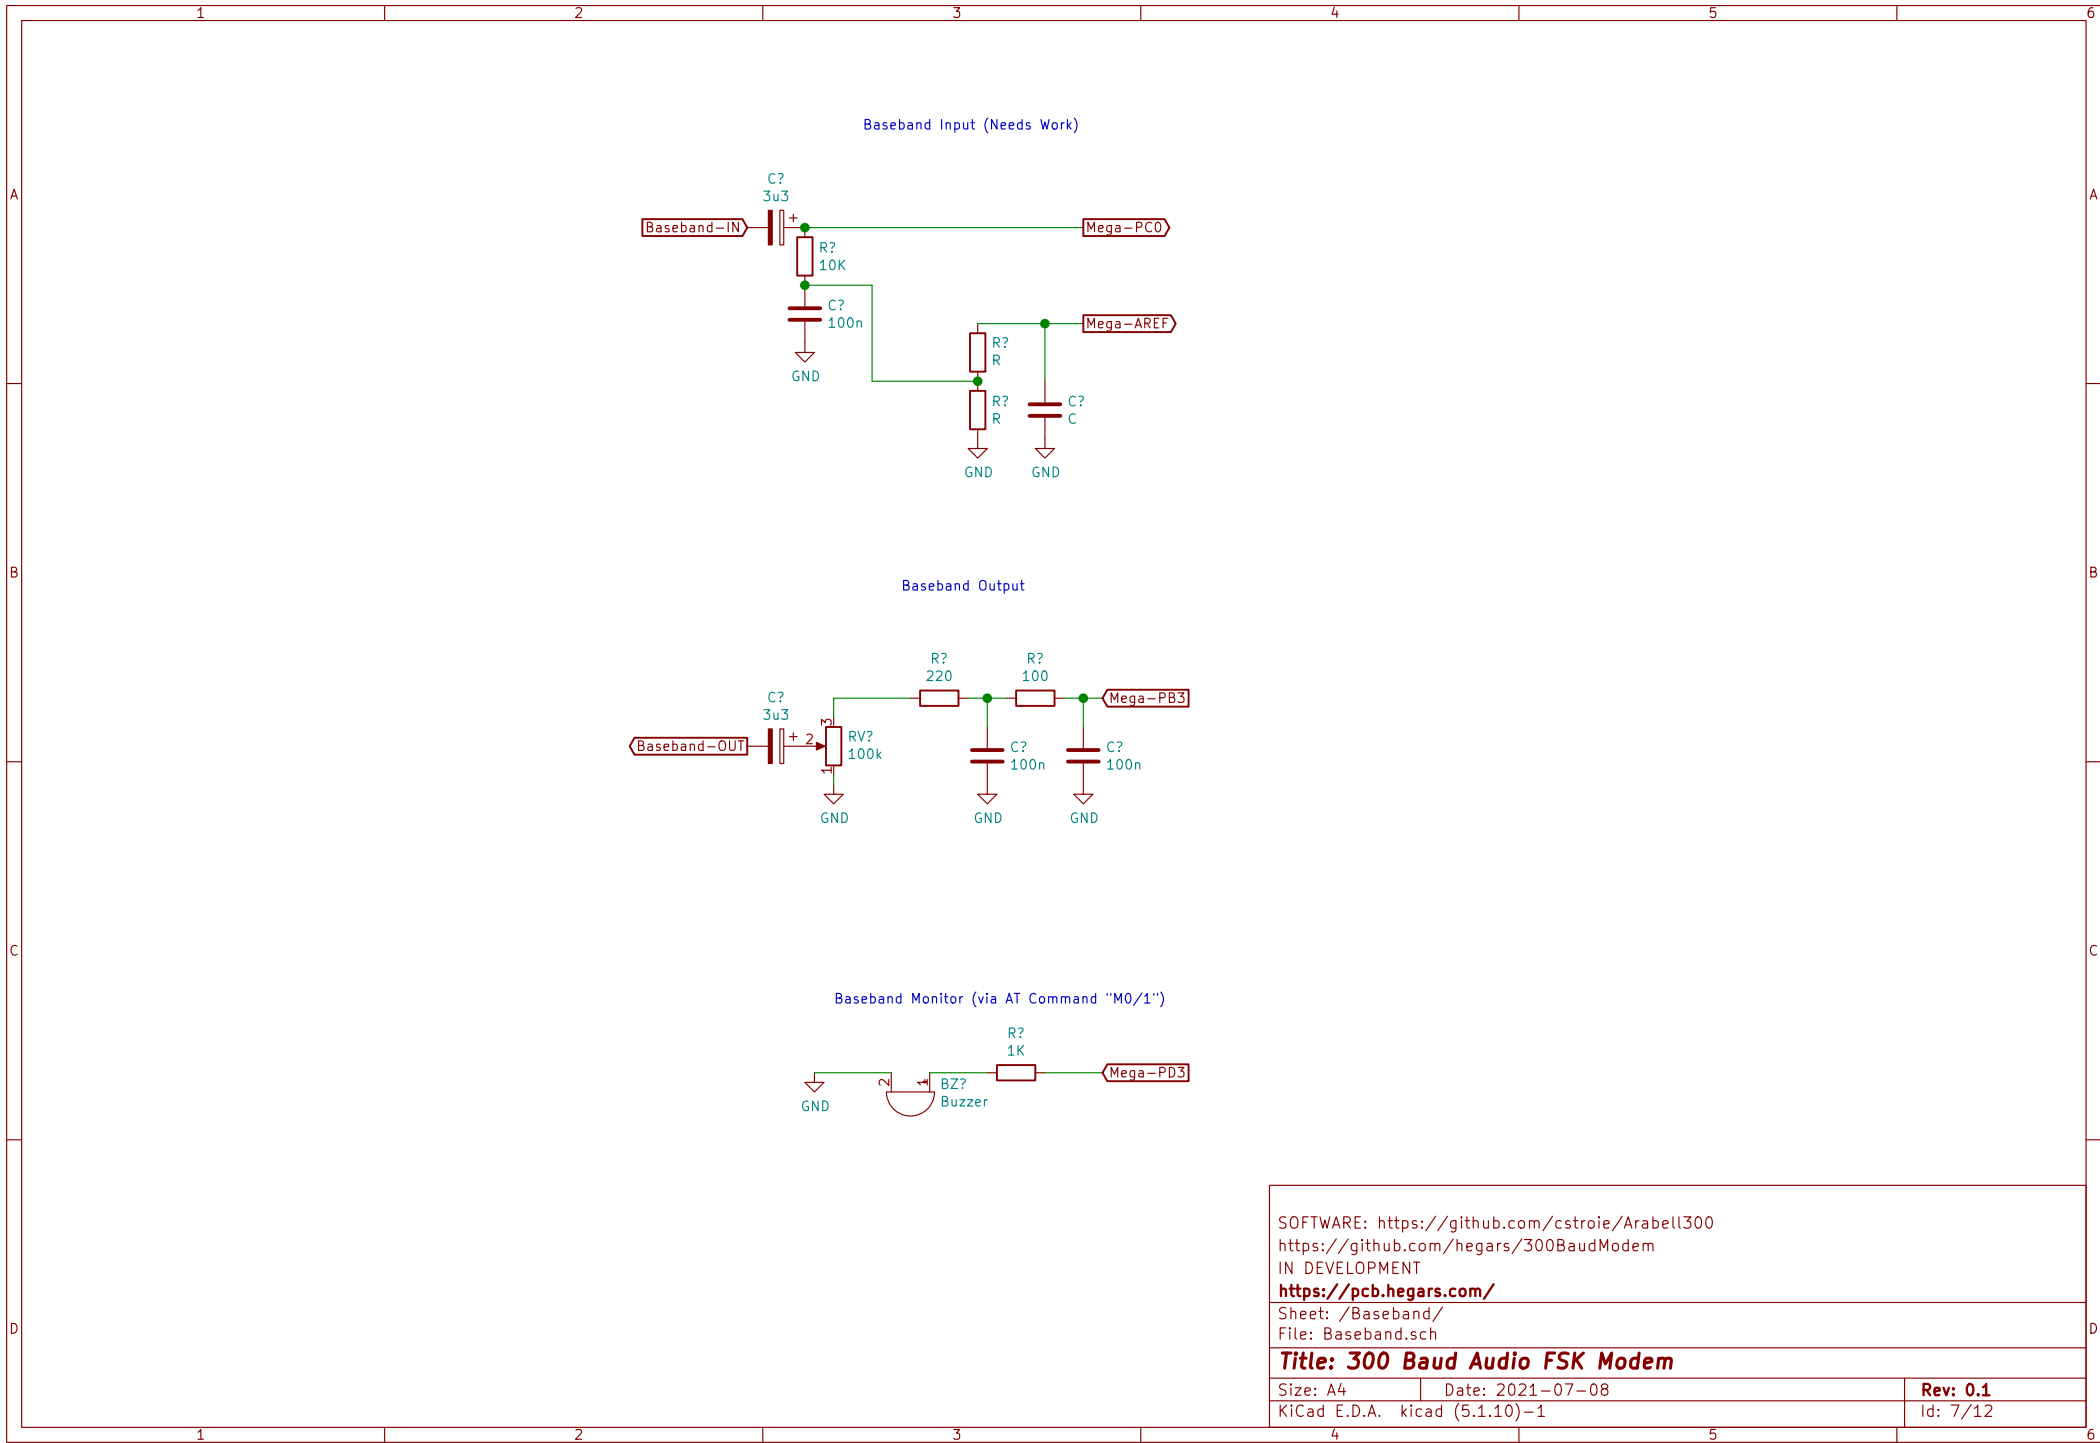 1 2 3 4 5 6
A A
Baseband Input (Needs Work)
C?
3u3
+
Baseband-IN
Mega-PC0
R?
10K
C?
100n
GND
Mega-AREF
R?
R
R?
R
C?
C
GND
GND
B B
Baseband Output
R?
220
R?
100
Mega-PB3
C?
3u3
+
Baseband-OUT
2
3
1
RV?
100k
GND
C?
100n
GND
C?
100n
GND
C C
Baseband Monitor (via AT Command "M0/1")
R?
1K
Mega-PD3
GND
2
1
BZ?
Buzzer
D D
SOFTWARE: https://github.com/cstroie/Arabell300
https://github.com/hegars/300BaudModem
IN DEVELOPMENT
https://pcb.hegars.com/
Sheet: /Baseband/
File: Baseband.sch
Title: 300 Baud Audio FSK Modem
Size: A4 Date: 2021-07-08 Rev: 0.1
KiCad E.D.A. kicad (5.1.10)-1 Id: 7/12
1 2 3 4 5 6